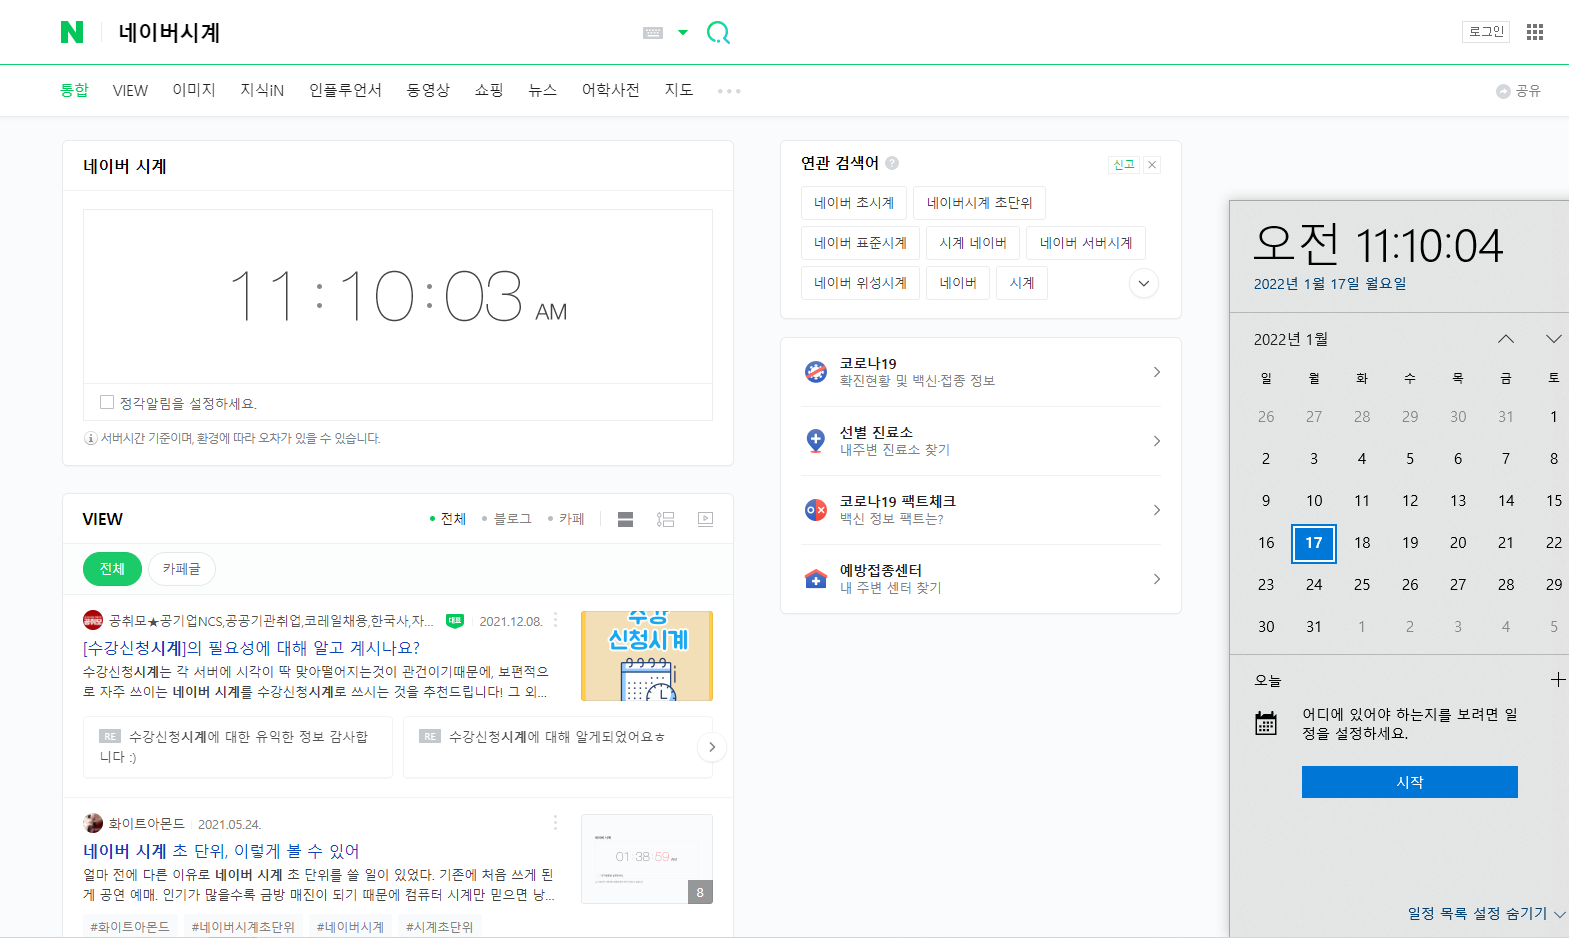 N 네이버시계
로그인
통합 VIEW 이미지 지식iN 인플루언서 동영상 쇼핑 뉴스 어학사전 지도
공유
네이버 시계
11:10:03 AM
정각알림을 설정하세요.
서버시간 기준이며, 환경에 따라 오차가 있을 수 있습니다.
VIEW
전체 블로그 카페
전체 카페글
공취모★공기업NCS,공공기관취업,코레일채용,한국사,자... 대표 2021.12.08.
[수강신청시계]의 필요성에 대해 알고 계시나요?
수강신청시계는 각 서버에 시각이 딱 맞아떨어지는것이 관건이기때문에, 보편적으
로 자주 쓰이는 네이버 시계를 수강신청시계로 쓰시는 것을 추천드립니다! 그 외...
수강
신청시계
RE 수강신청시계에 대한 유익한 정보 감사합
니다 :)
RE 수강신청시계에 대해 알게되었어요ㅎ
화이트아몬드 2021.05.24.
네이버 시계 초 단위, 이렇게 볼 수 있어
얼마 전에 다른 이유로 네이버 시계 초 단위를 쓸 일이 있었다. 기존에 처음 쓰게 된
게 공연 예매. 인기가 많을수록 금방 매진이 되기 때문에 컴퓨터 시계만 믿으면 낭...
01:38:59
8
#화이트아몬드 #네이버시계초단위 #네이버시계 #시계초단위
연관 검색어 ?
신고
네이버 초시계 네이버시계 초단위
네이버 표준시계 시계 네이버 네이버 서버시계
네이버 위성시계 네이버 시계
코로나19
확진현황 및 백신·접종 정보
선별 진료소
내주변 진료소 찾기
코로나19 팩트체크
백신 정보 팩트는?
예방접종센터
내 주변 센터 찾기
오전 11:10:04
2022년 1월 17일 월요일
2022년 1월
일 월 화 수 목 금 토
26 27 28 29 30 31 1
2 3 4 5 6 7 8
9 10 11 12 13 14 15
16 17 18 19 20 21 22
23 24 25 26 27 28 29
30 31 1 2 3 4 5
오늘
어디에 있어야 하는지를 보려면 일
정을 설정하세요.
시작
일정 목록 설정 숨기기